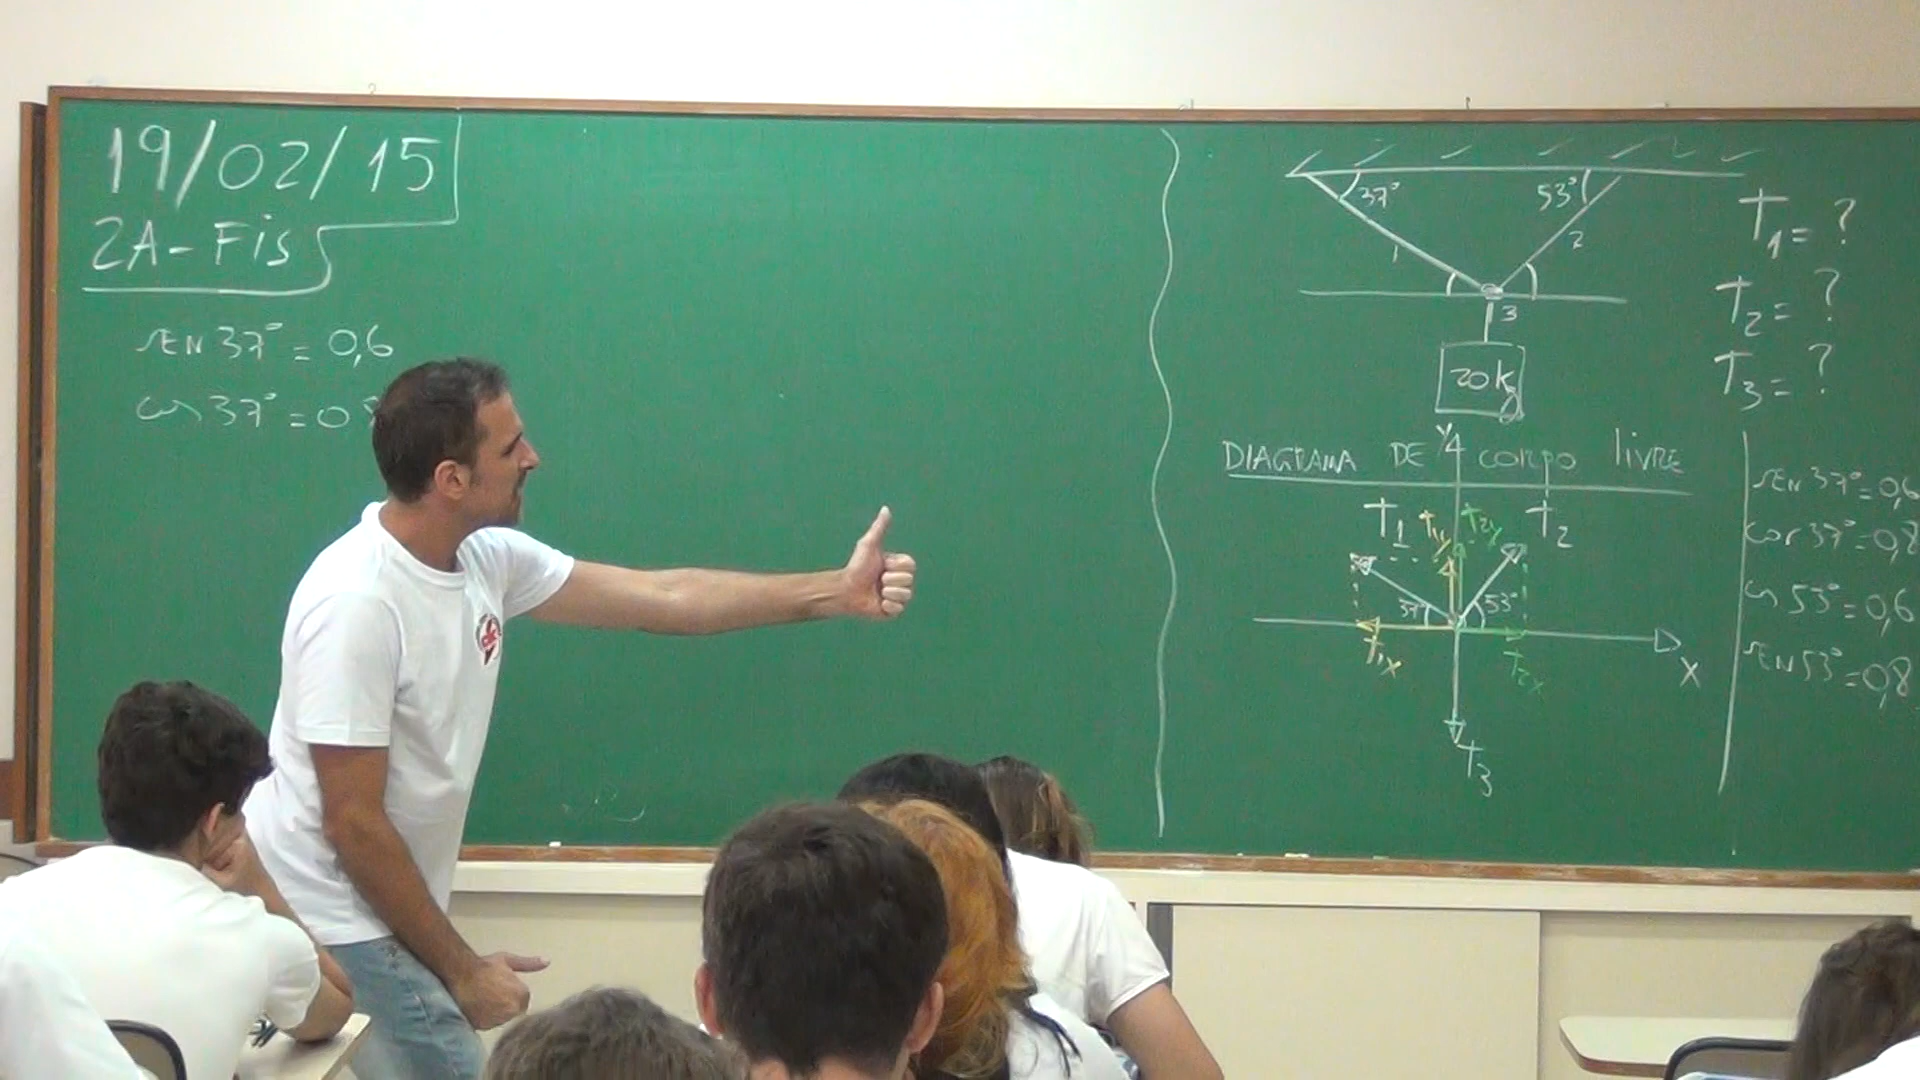 19/02/15
2A-Fis
SEN 37° = 0,6
cos 37° = 0
37°
53°
1
2
3
20kg
T1 = ?
T2 = ?
T3 = ?
DIAGRAMA DE CORPO LIVRE
Y
T1
T1y
T2y
T2
37°
53°
T1x
T2x
X
T3
SEN 37° = 0,6
cos 37° = 0,8
cos 53° = 0,6
SEN 53° = 0,8